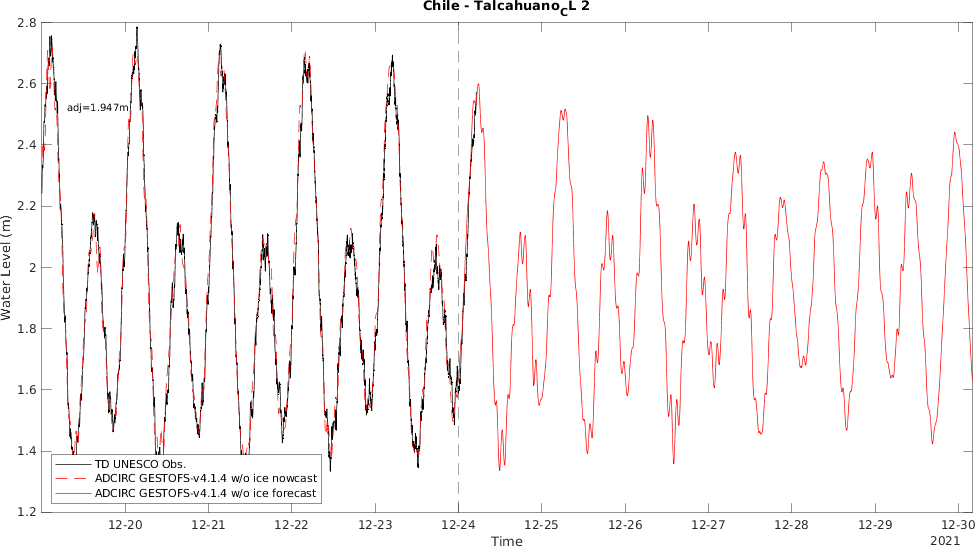 Chile - Talcahuano_CL 2
2.8
2.6
2.4
2.2
2
1.8
1.6
1.4
1.2
Water Level (m)
adj=1.947m
TD UNESCO Obs.
ADCIRC GESTOFS-v4.1.4 w/o ice nowcast
ADCIRC GESTOFS-v4.1.4 w/o ice forecast
12-20 12-21 12-22 12-23 12-24 12-25 12-26 12-27 12-28 12-29 12-30
Time
2021